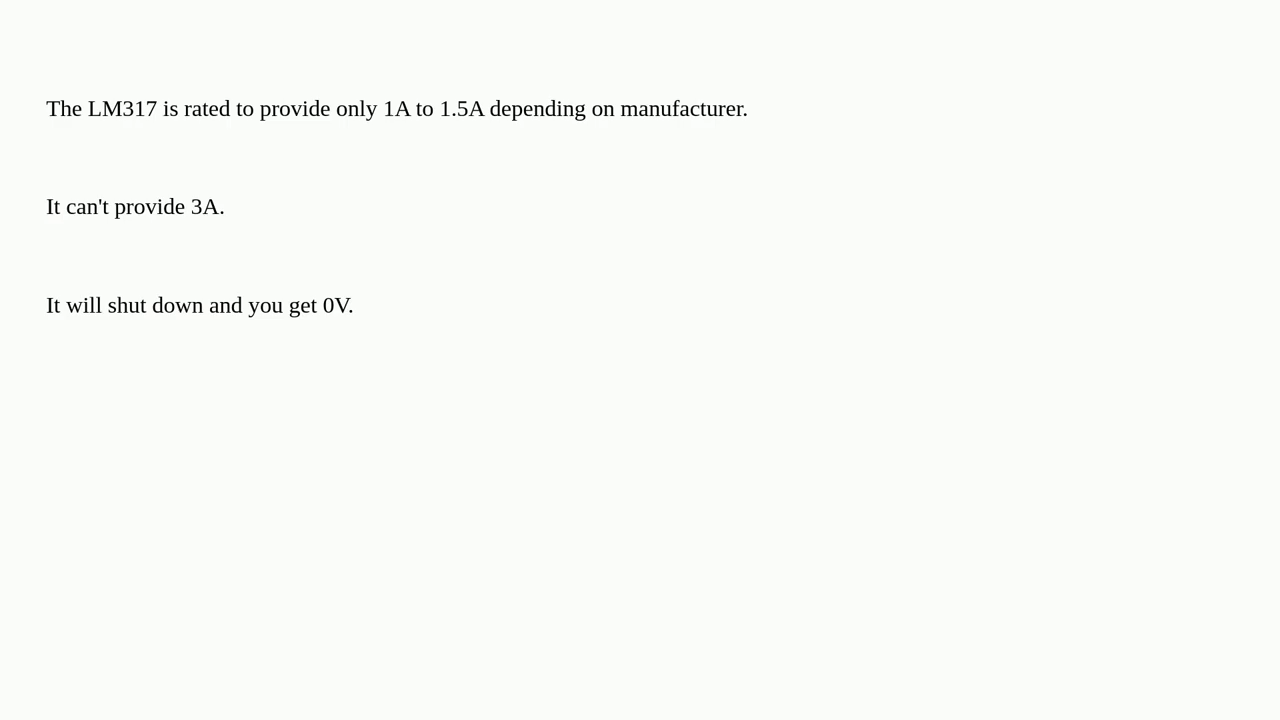 The LM317 is rated to provide only 1A to 1.5A depending on manufacturer.
It can't provide 3A.
It will shut down and you get 0V.